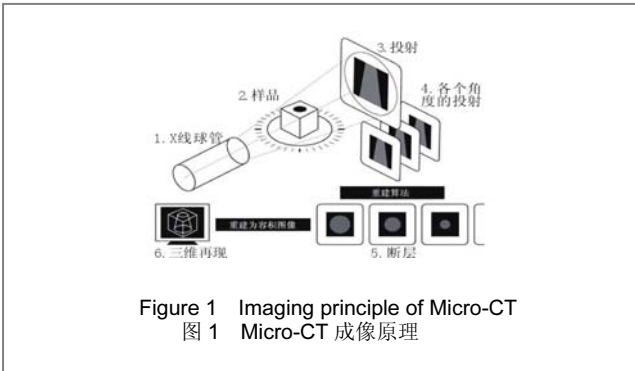 3.投射
2.样品
4.各个角
度的投射
1.X线球管
重建算法
重建为容积图像
6.三维再现
5.断层
Figure 1 Imaging principle of Micro-CT
图 1 Micro-CT 成像原理